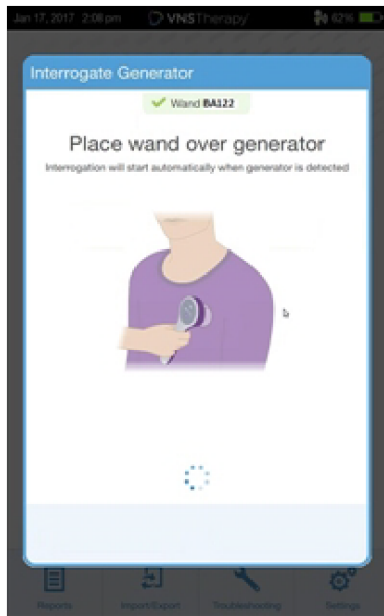 Jan 17, 2017 2:08 pm VNSTherapy 62%
Interrogate Generator
Wand BA122
Place wand over generator
Interrogation will start automatically when generator is detected
Reports Import/Export Troubleshooting Settings